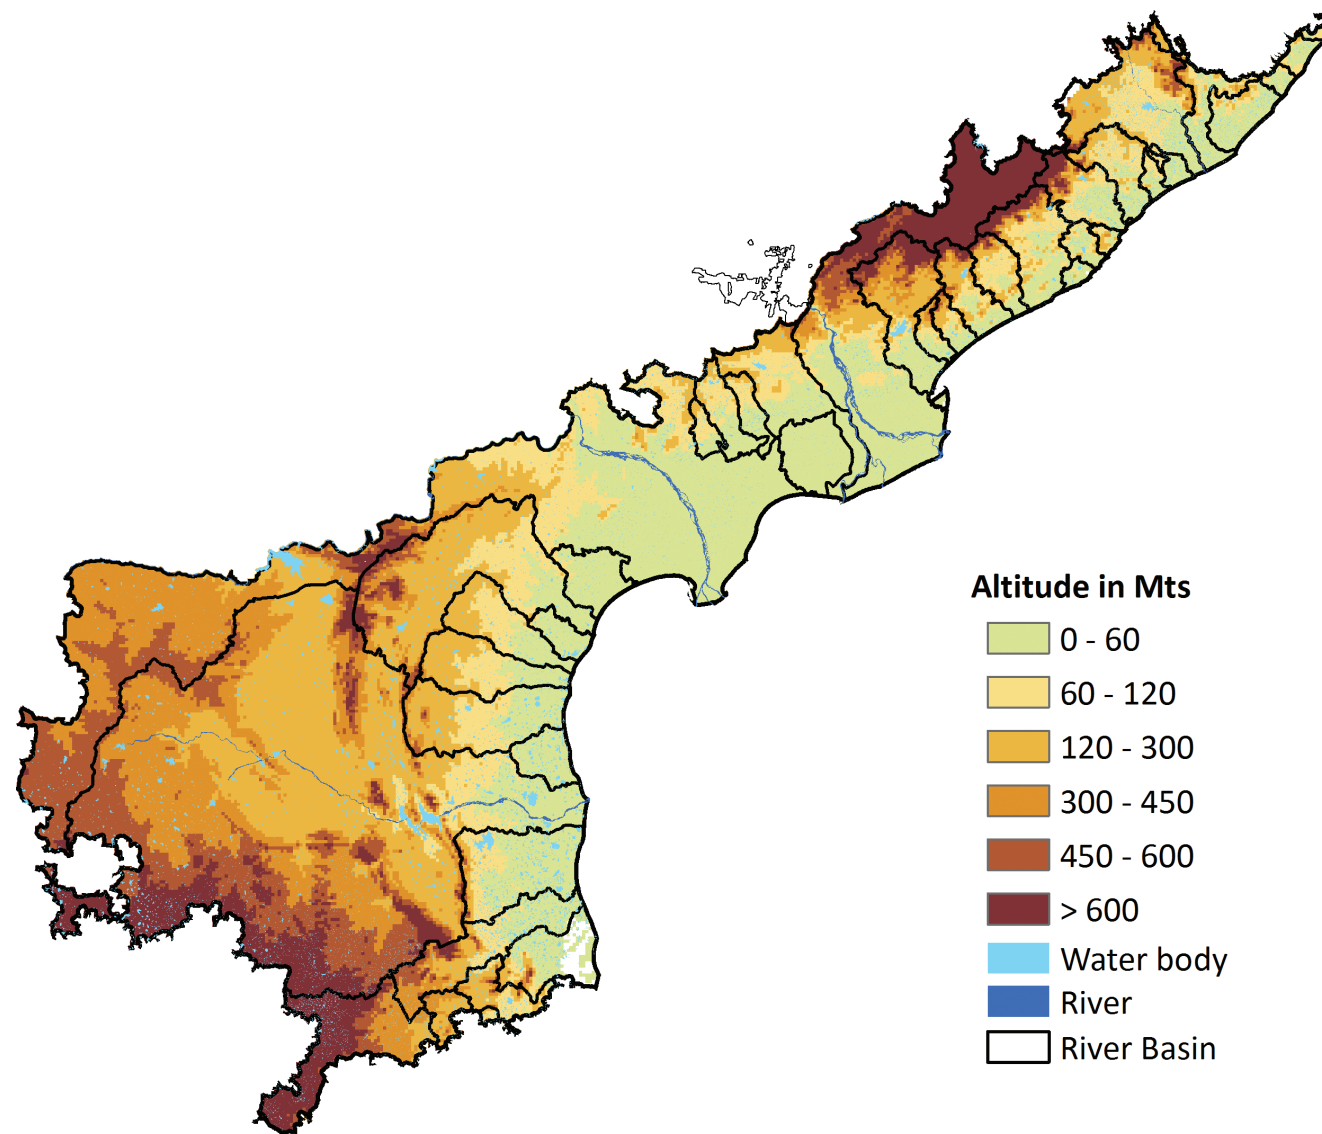 Altitude in Mts
0 - 60
60 - 120
120 - 300
300 - 450
450 - 600
> 600
Water body
River
River Basin